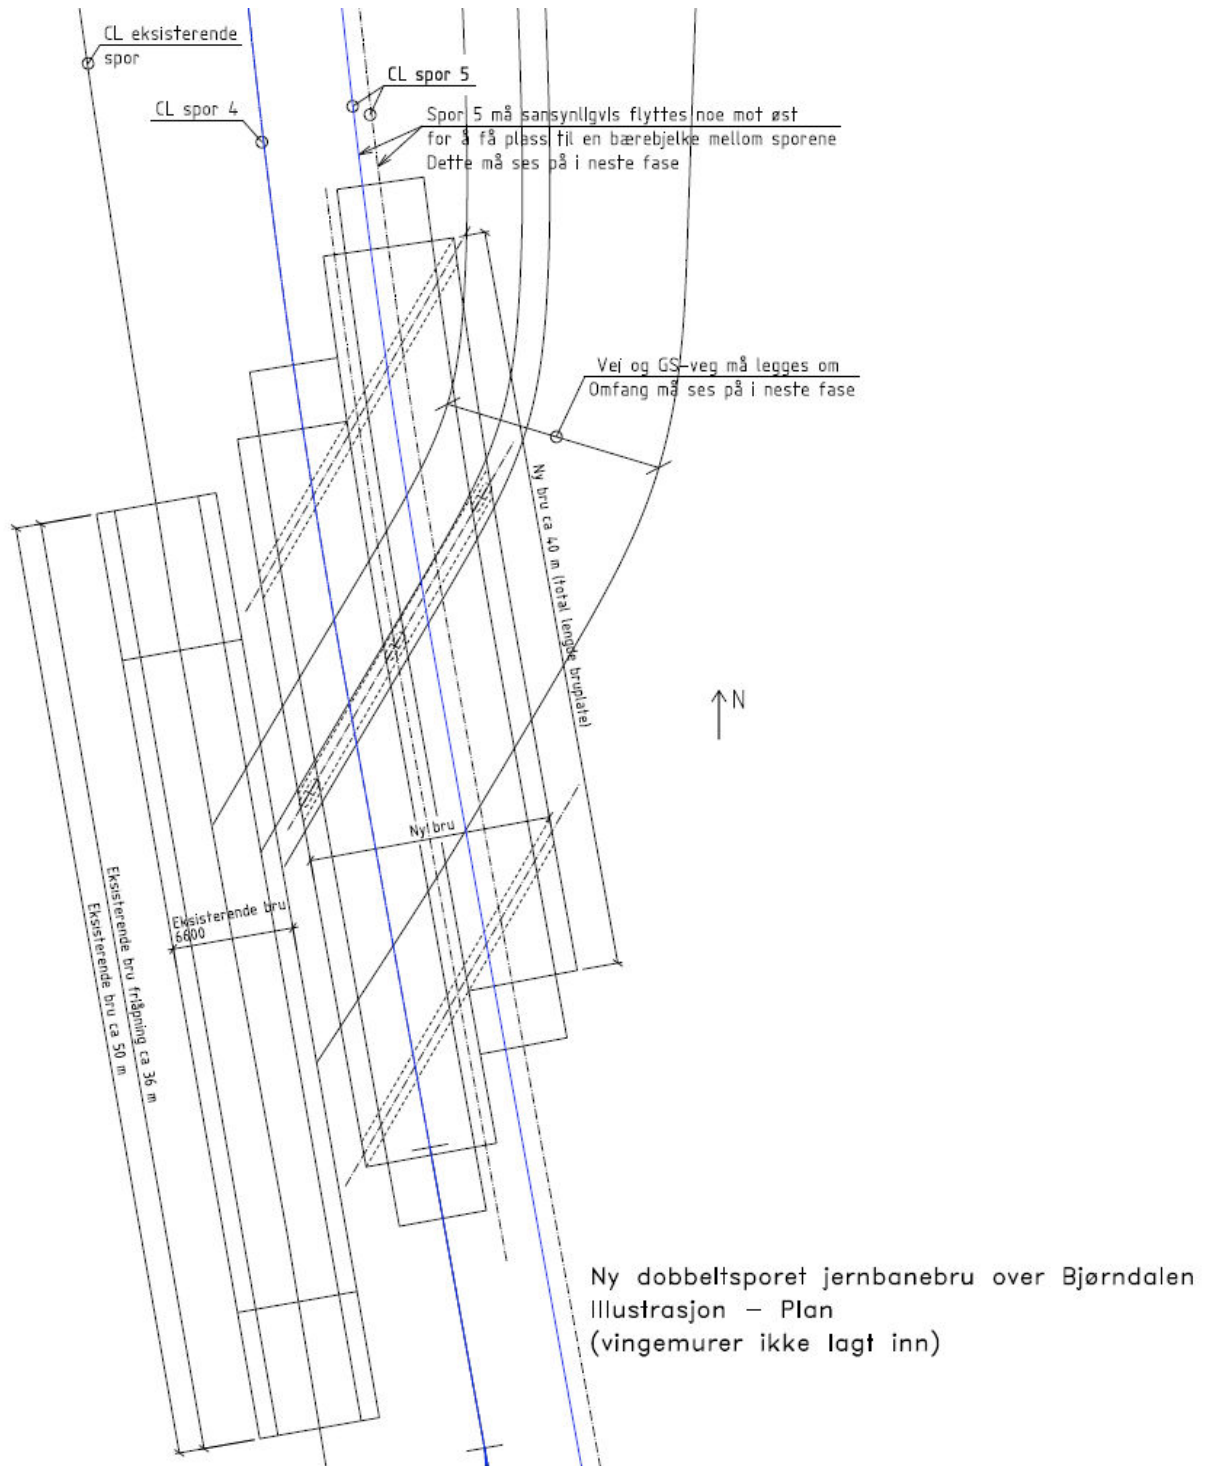 CL eksisterende
spor
CL spor 5
CL spor 4
Spor 5 må sansynligvis flyttes noe mot øst
for å få plass til en bærebjelke mellom sporene
Dette må ses på i neste fase
Vei og GS-veg må legges om
Omfang må ses på i neste fase
Ny bru ca 40 m (total lengde bruplate)
N
Ny bru
Eksisterende bru
6600
Eksisterende bru friåpning ca 36 m
Eksisterende bru ca 50 m
Ny dobbeltsporet jernbanebru over Bjørndalen
Illustrasjon – Plan
(vingemurer ikke lagt inn)